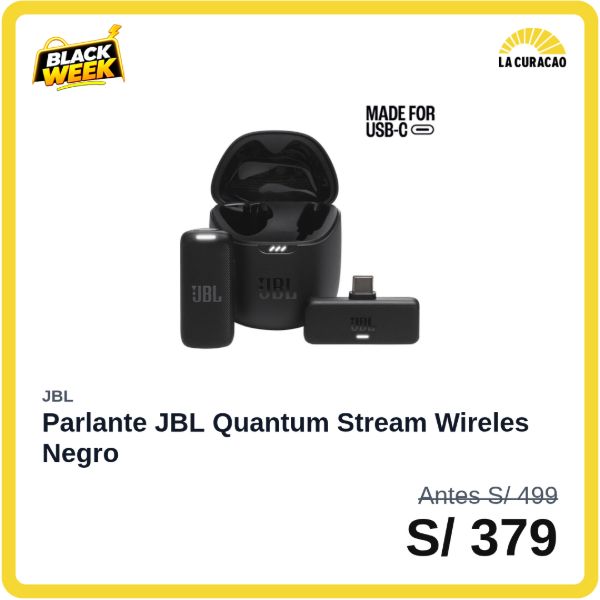 BLACK
WEEK
LA CURACAO
MADE FOR
USB-C
JBL
JBL
JBL
JBL
Parlante JBL Quantum Stream Wireles
Negro
Antes S/ 499
S/ 379